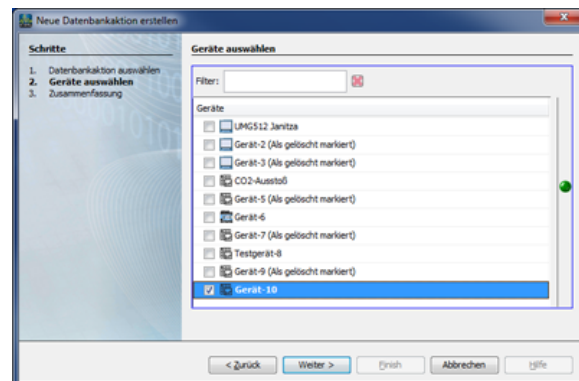 Neue Datenbankaktion erstellen
Schritte
1. Datenbankaktion auswählen
2. Geräte auswählen
3. Zusammenfassung
Geräte auswählen
Filter:
Geräte
UMG512 Janitza
Gerät-2 (Als gelöscht markiert)
Gerät-3 (Als gelöscht markiert)
CO2-Ausstoß
Gerät-5 (Als gelöscht markiert)
Gerät-6
Gerät-7 (Als gelöscht markiert)
Testgerät-8
Gerät-9 (Als gelöscht markiert)
Gerät-10
< Zurück Weiter > Finish Abbrechen Hilfe